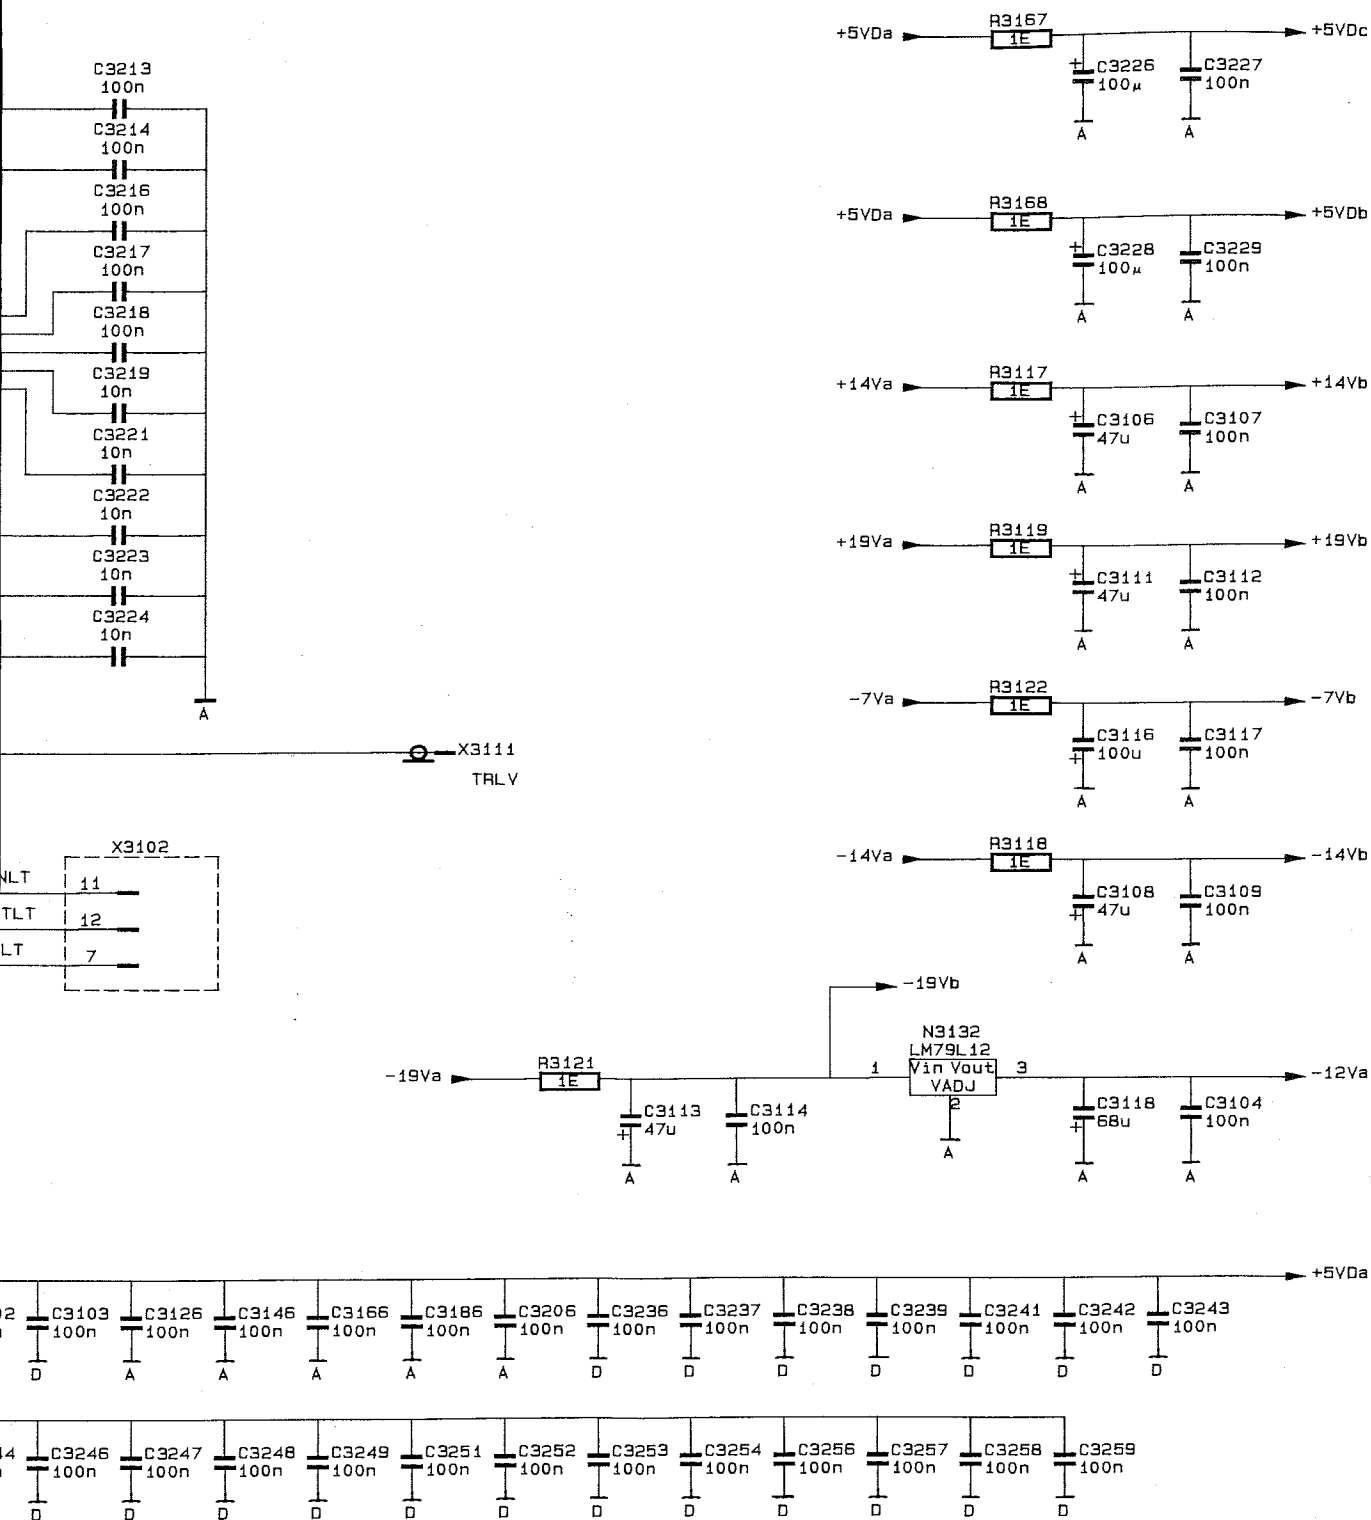 C3213
100n
C3214
100n
C3216
100n
C3217
100n
C3218
100n
C3219
10n
C3221
10n
C3222
10n
C3223
10n
C3224
10n
A
X3111
TRLV
X3102
NLT 11
TLT 12
LT 7
+5VDa R3167 1E +5VDc
+ C3226 100µ C3227 100n
A A
+5VDa R3168 1E +5VDb
+ C3228 100µ C3229 100n
A A
+14Va R3117 1E +14Vb
+ C3106 47u C3107 100n
A A
+19Va R3119 1E +19Vb
+ C3111 47u C3112 100n
A A
-7Va R3122 1E -7Vb
+ C3116 100u C3117 100n
A A
-14Va R3118 1E -14Vb
+ C3108 47u C3109 100n
A A
-19Vb
N3132
LM79L12
-19Va R3121 1E 1 Vin Vout 3 -12Va
VADJ
2
+ C3113 47u C3114 100n A + C3118 68u C3104 100n
A A A A
+5VDa
02 C3103 C3126 C3146 C3166 C3186 C3206 C3236 C3237 C3238 C3239 C3241 C3242 C3243
n 100n 100n 100n 100n 100n 100n 100n 100n 100n 100n 100n 100n 100n
D A A A A A D D D D D D D
44 C3246 C3247 C3248 C3249 C3251 C3252 C3253 C3254 C3256 C3257 C3258 C3259
n 100n 100n 100n 100n 100n 100n 100n 100n 100n 100n 100n 100n
D D D D D D D D D D D D